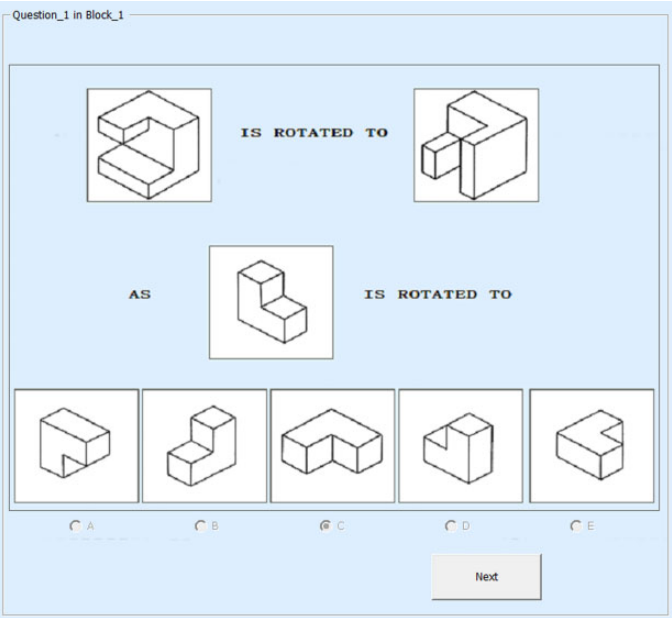 Question_1 in Block_1
IS ROTATED TO
AS
IS ROTATED TO
A
B
C
D
E
Next